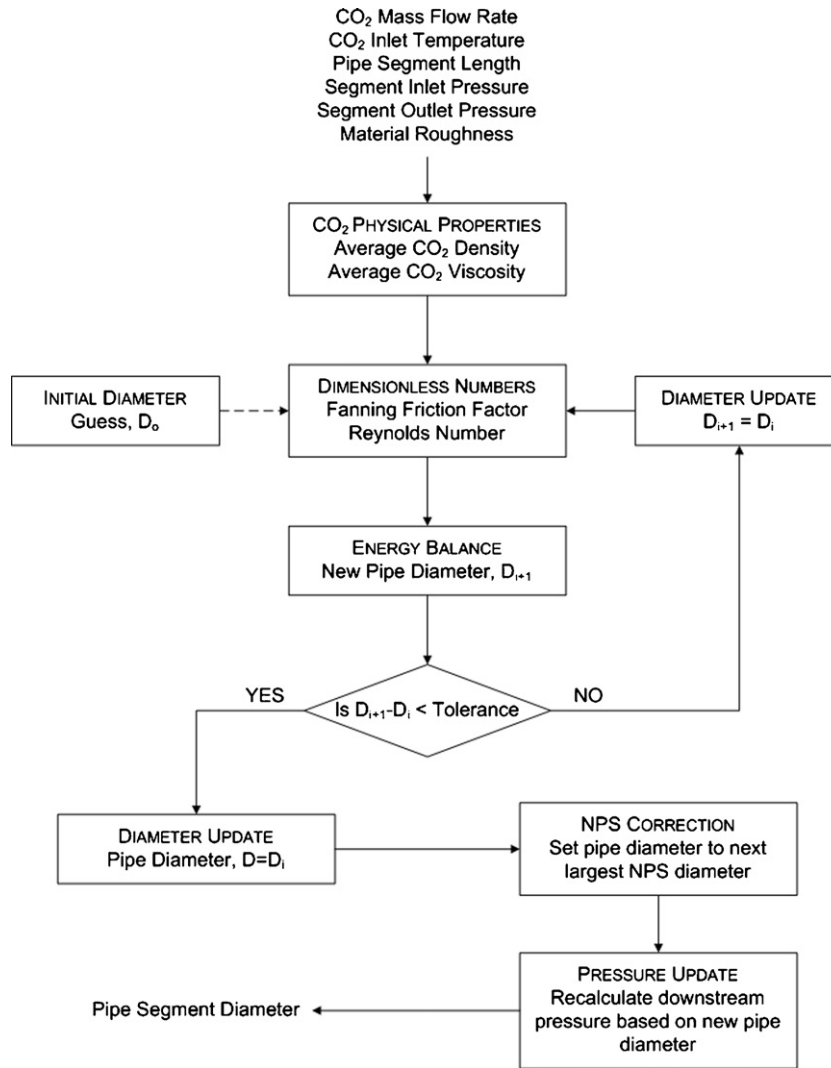 CO₂ Mass Flow Rate
CO₂ Inlet Temperature
Pipe Segment Length
Segment Inlet Pressure
Segment Outlet Pressure
Material Roughness
CO₂ PHYSICAL PROPERTIES
Average CO₂ Density
Average CO₂ Viscosity
INITIAL DIAMETER
Guess, Dₒ
DIMENSIONLESS NUMBERS
Fanning Friction Factor
Reynolds Number
DIAMETER UPDATE
Dᵢ₊₁ = Dᵢ
ENERGY BALANCE
New Pipe Diameter, Dᵢ₊₁
YES
Is Dᵢ₊₁-Dᵢ < Tolerance
NO
DIAMETER UPDATE
Pipe Diameter, D=Dᵢ
NPS CORRECTION
Set pipe diameter to next
largest NPS diameter
PRESSURE UPDATE
Recalculate downstream
pressure based on new pipe
diameter
Pipe Segment Diameter